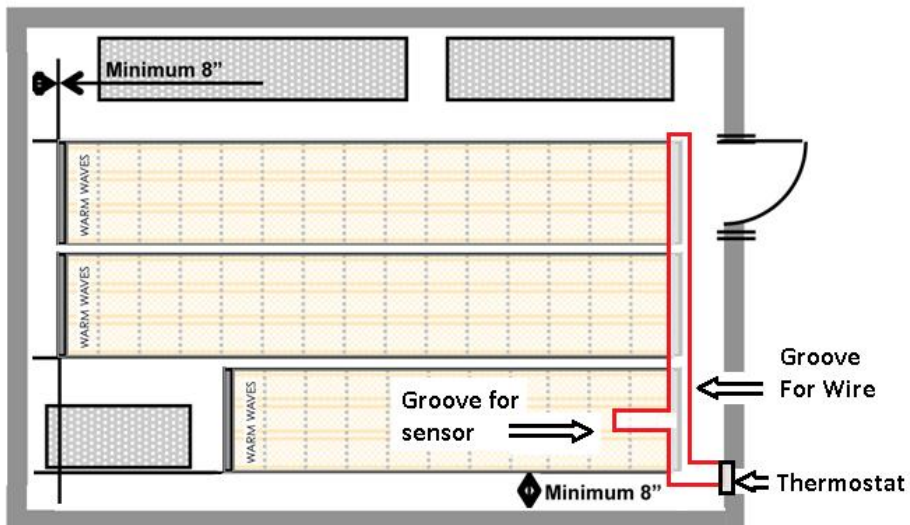 Minimum 8"
WARM WAVES
WARM WAVES
WARM WAVES
Groove for
sensor
Groove
For Wire
Thermostat
Minimum 8"